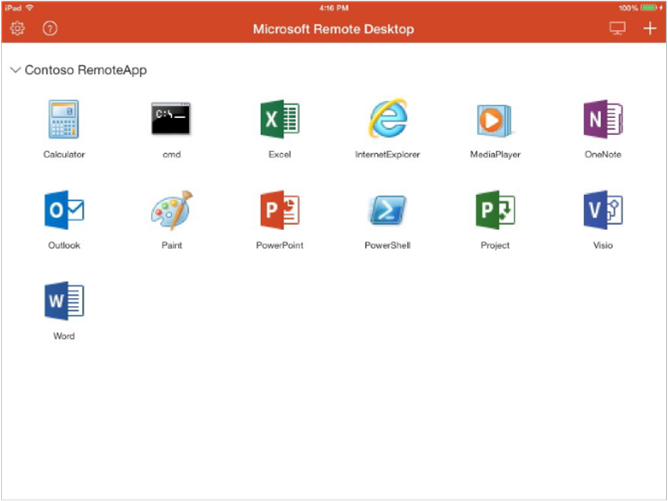 iPad 4:16 PM 100%
Microsoft Remote Desktop
Contoso RemoteApp
C:\_
X N
Calculator cmd Excel InternetExplorer MediaPlayer OneNote
O P P V
Outlook Paint PowerPoint PowerShell Project Visio
W
Word